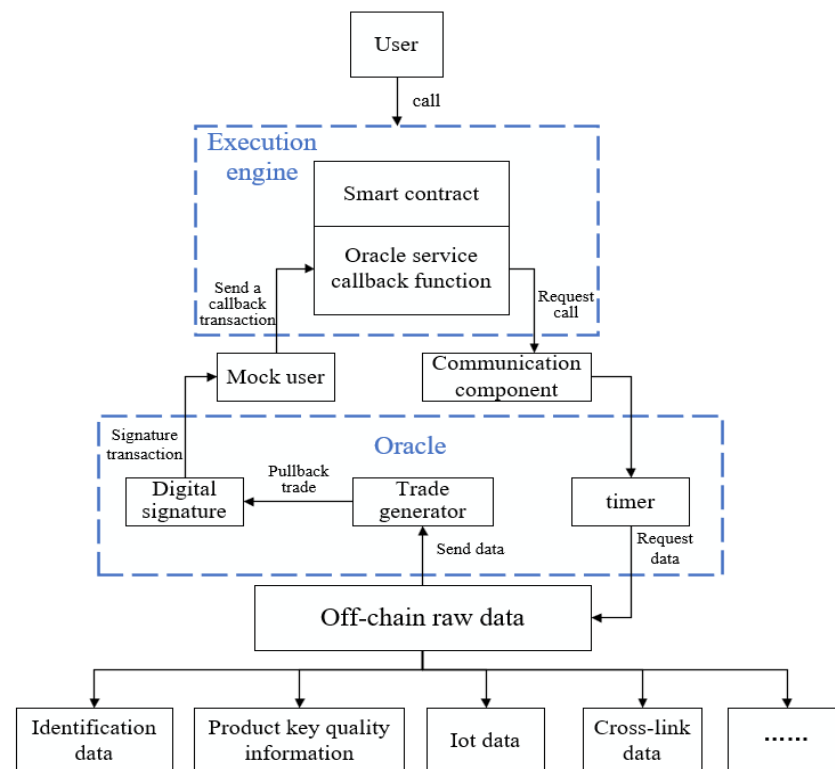 User
call
Execution
engine
Smart contract
Oracle service
callback function
Send a
callback
transaction
Request
call
Mock user
Communication
component
Signature
transaction
Oracle
Pullback
trade
Digital
signature
Trade
generator
timer
Send data
Request
data
Off-chain raw data
Identification
data
Product key quality
information
Iot data
Cross-link
data
......